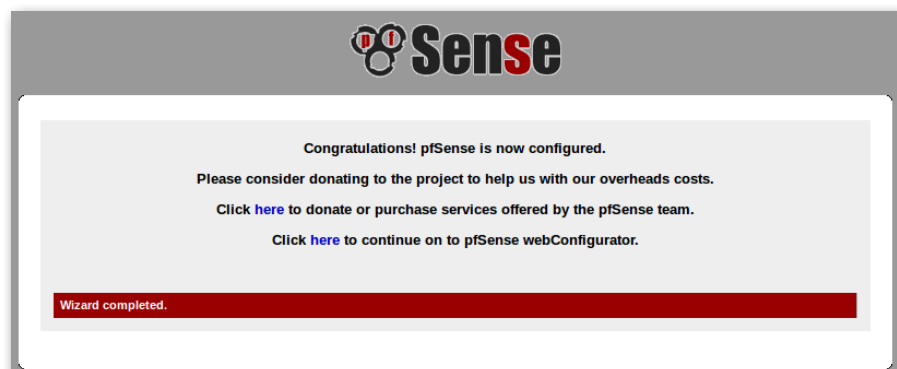 pfSense
Congratulations! pfSense is now configured.
Please consider donating to the project to help us with our overheads costs.
Click here to donate or purchase services offered by the pfSense team.
Click here to continue on to pfSense webConfigurator.
Wizard completed.